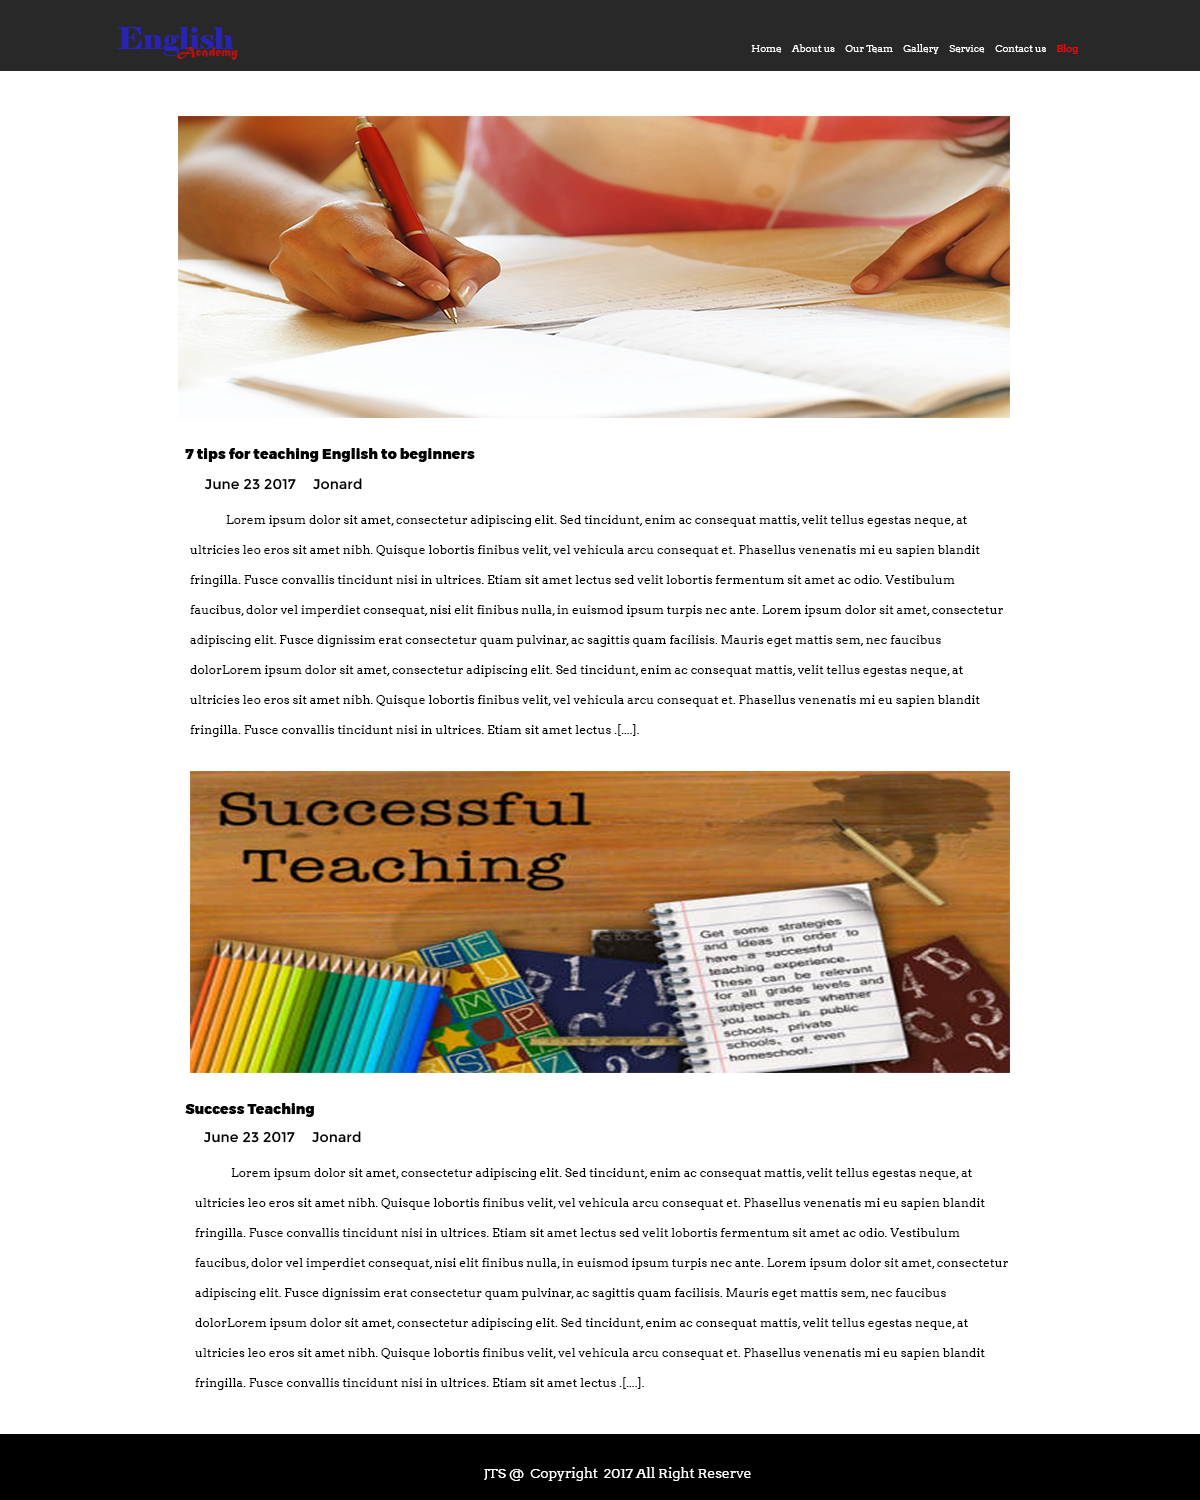 English
Academy
Home About us Our Team Gallery Service Contact us Blog
7 tips for teaching English to beginners
June 23 2017 Jonard
Lorem ipsum dolor sit amet, consectetur adipiscing elit. Sed tincidunt, enim ac consequat mattis, velit tellus egestas neque, at
ultricies leo eros sit amet nibh. Quisque lobortis finibus velit, vel vehicula arcu consequat et. Phasellus venenatis mi eu sapien blandit
fringilla. Fusce convallis tincidunt nisi in ultrices. Etiam sit amet lectus sed velit lobortis fermentum sit amet ac odio. Vestibulum
faucibus, dolor vel imperdiet consequat, nisi elit finibus nulla, in euismod ipsum turpis nec ante. Lorem ipsum dolor sit amet, consectetur
adipiscing elit. Fusce dignissim erat consectetur quam pulvinar, ac sagittis quam facilisis. Mauris eget mattis sem, nec faucibus
dolorLorem ipsum dolor sit amet, consectetur adipiscing elit. Sed tincidunt, enim ac consequat mattis, velit tellus egestas neque, at
ultricies leo eros sit amet nibh. Quisque lobortis finibus velit, vel vehicula arcu consequat et. Phasellus venenatis mi eu sapien blandit
fringilla. Fusce convallis tincidunt nisi in ultrices. Etiam sit amet lectus .[....].
Successful
Teaching
Get some strategies
and ideas in order to
have a successful
teaching experience.
These can be relevant
for all grade levels and
subject areas whether
you teach in public
schools, private
schools, or even
homeschool.
Success Teaching
June 23 2017 Jonard
Lorem ipsum dolor sit amet, consectetur adipiscing elit. Sed tincidunt, enim ac consequat mattis, velit tellus egestas neque, at
ultricies leo eros sit amet nibh. Quisque lobortis finibus velit, vel vehicula arcu consequat et. Phasellus venenatis mi eu sapien blandit
fringilla. Fusce convallis tincidunt nisi in ultrices. Etiam sit amet lectus sed velit lobortis fermentum sit amet ac odio. Vestibulum
faucibus, dolor vel imperdiet consequat, nisi elit finibus nulla, in euismod ipsum turpis nec ante. Lorem ipsum dolor sit amet, consectetur
adipiscing elit. Fusce dignissim erat consectetur quam pulvinar, ac sagittis quam facilisis. Mauris eget mattis sem, nec faucibus
dolorLorem ipsum dolor sit amet, consectetur adipiscing elit. Sed tincidunt, enim ac consequat mattis, velit tellus egestas neque, at
ultricies leo eros sit amet nibh. Quisque lobortis finibus velit, vel vehicula arcu consequat et. Phasellus venenatis mi eu sapien blandit
fringilla. Fusce convallis tincidunt nisi in ultrices. Etiam sit amet lectus .[....].
JTS @ Copyright 2017 All Right Reserve